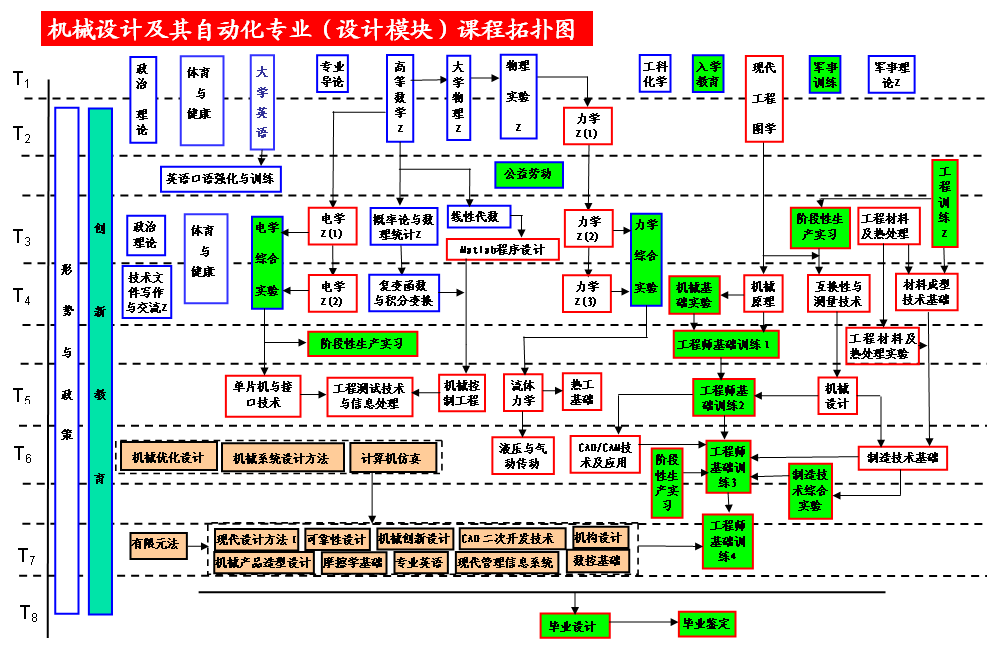 机械设计及其自动化专业（设计模块）课程拓扑图
T1
政治
理论
体育
与
健康
大
学
英
语
专业
导论
高
等
数
学
Z
大
学
物
理
Z
物理
实验
Z
工科
化学
入学
教育
现代
工程
图学
军事
训练
军事理
论Z
T2
力学
Z(1)
英语口语强化与训练
公益劳动
工
程
训
练
Z
T3
政治
理论
体育
与
健康
电学
综合
实验
电学
Z(1)
概率论与数
理统计Z
线性代数
Matlab程序设计
力学
Z(2)
力学
综合
实验
阶段性生
产实习
工程材料
及热处理
T4
技术文
件写作
与交流Z
电学
Z(2)
复变函数
与积分变换
力学
Z(3)
机械基
础实验
机械
原理
互换性与
测量技术
材料成型
技术基础
形
势
与
政
策
创
新
教
育
阶段性生产实习
工程师基础训练1
工程材料及
热处理实验
T5
单片机与接
口技术
工程测试技术
与信息处理
机械控
制工程
流体
力学
热工
基础
工程师基
础训练2
机械
设计
T6
机械优化设计
机械系统设计方法
计算机仿真
液压与气
动传动
CAD/CAM技
术及应用
阶段
性生
产实
习
工程师
基础训
练3
制造技
术综合
实验
制造技术基础
T7
有限元法
现代设计方法I
可靠性设计
机械创新设计
CAD二次开发技术
机构设计
机械产品造型设计
摩擦学基础
专业英语
现代管理信息系统
数控基础
工程师
基础训
练4
T8
毕业设计
毕业鉴定